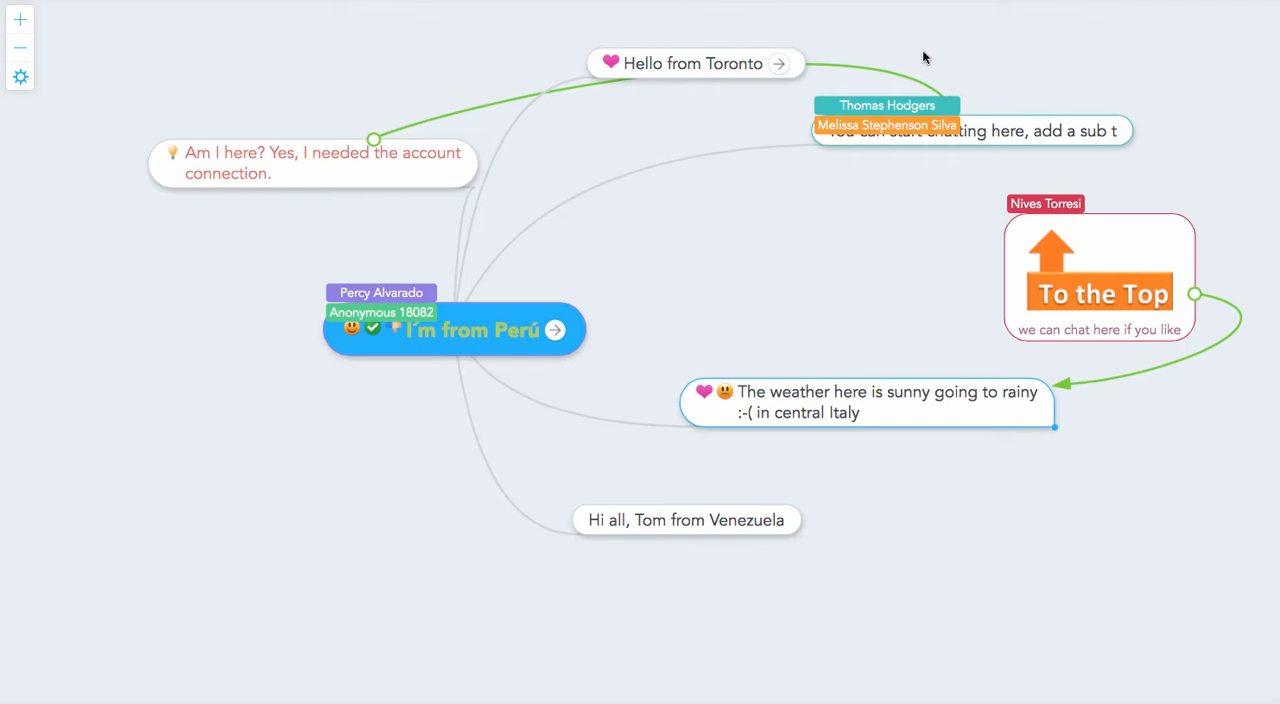 Hello from Toronto
Thomas Hodgers
Melissa Stephenson Silva
chatting here, add a sub t
Am I here? Yes, I needed the account
connection.
Nives Torresi
To the Top
we can chat here if you like
Percy Alvarado
Anonymous 18082
I´m from Perú
The weather here is sunny going to rainy
:-( in central Italy
Hi all, Tom from Venezuela